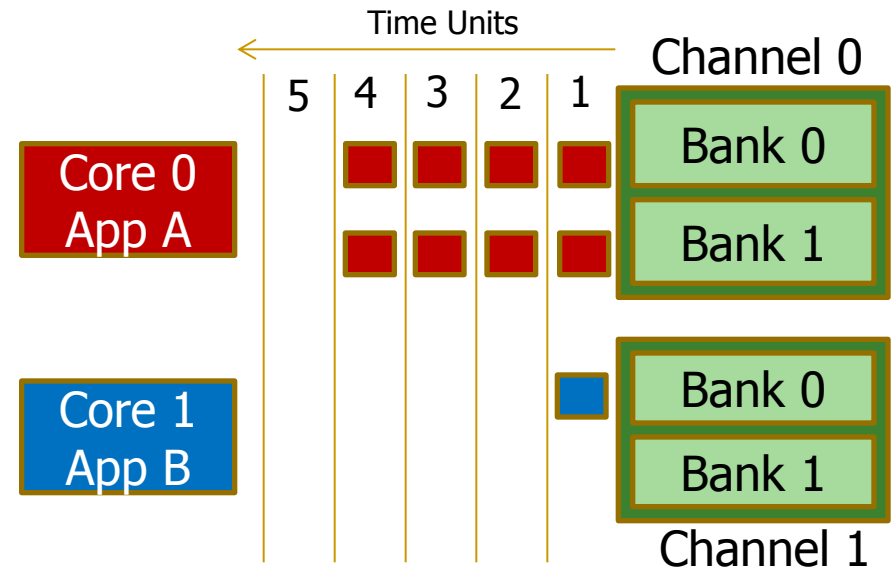 Time Units
Channel 0
5 4 3 2 1
Bank 0
Core 0
App A
Bank 1
Bank 0
Core 1
App B
Bank 1
Channel 1